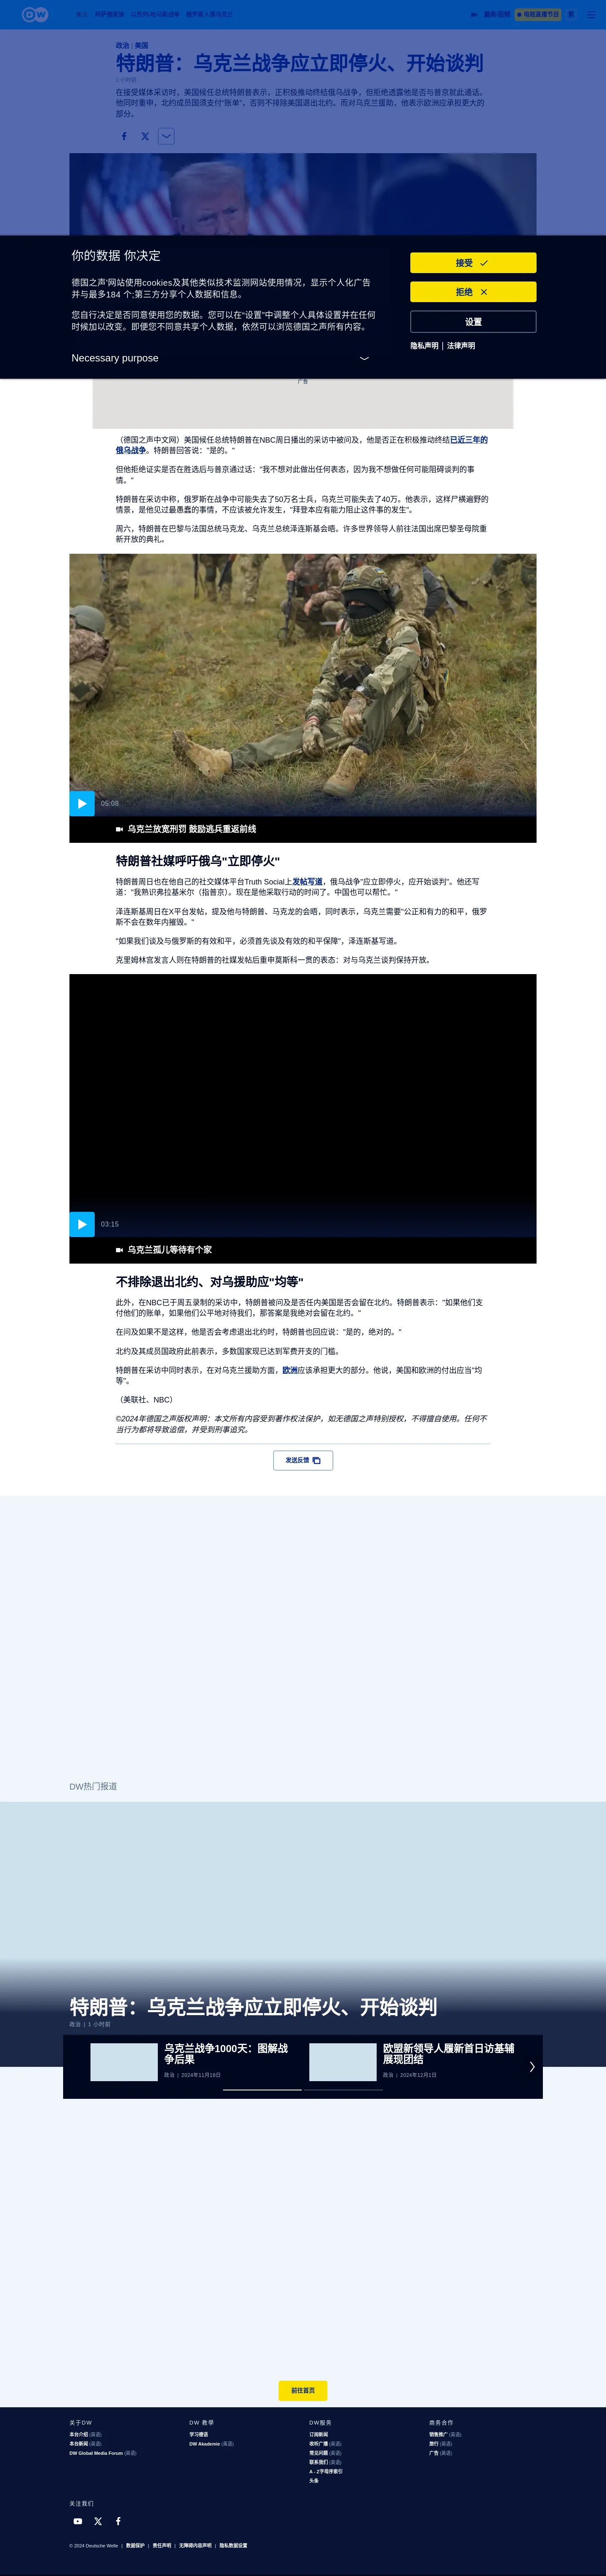 DW
政治 | 美国
特朗普：乌克兰战争应立即停火、开始谈判
1 小时前
在接受媒体采访时，美国候任总统特朗普表示，正积极推动终结俄乌战争，但拒绝透露他是否与普京就此通话。
他同时重申，北约成员国须支付"账单"，否则不排除美国退出北约。而对乌克兰援助，他表示欧洲应承担更大的
部分。
你的数据 你决定
德国之声网站使用cookies及其他类似技术监测网站使用情况，显示个人化广告
并与最多184 个;第三方分享个人数据和信息。
您自行决定是否同意使用您的数据。您可以在“设置”中调整个人具体设置并在任何
时候加以改变。即便您不同意共享个人数据，依然可以浏览德国之声所有内容。
Necessary purpose
接受
拒绝
设置
隐私声明 | 法律声明
广告
（德国之声中文网）美国候任总统特朗普在NBC周日播出的采访中被问及，他是否正在积极推动终结已近三年的
俄乌战争。特朗普回答说："是的。"
但他拒绝证实是否在胜选后与普京通过话："我不想对此做出任何表态，因为我不想做任何可能阻碍谈判的事
情。"
特朗普在采访中称，俄罗斯在战争中可能失去了50万名士兵，乌克兰可能失去了40万。他表示，这样尸横遍野的
情景，是他见过最愚蠢的事情，不应该被允许发生，"拜登本应有能力阻止这件事的发生"。
周六，特朗普在巴黎与法国总统马克龙、乌克兰总统泽连斯基会晤。许多世界领导人前往法国出席巴黎圣母院重
新开放的典礼。
05:08
乌克兰放宽刑罚 鼓励逃兵重返前线
特朗普社媒呼吁俄乌"立即停火"
特朗普周日也在他自己的社交媒体平台Truth Social上发帖写道，俄乌战争"应立即停火，应开始谈判"。他还写
道："我熟识弗拉基米尔（指普京）。现在是他采取行动的时间了。中国也可以帮忙。"
泽连斯基周日在X平台发帖，提及他与特朗普、马克龙的会晤，同时表示，乌克兰需要"公正和有力的和平，俄罗
斯不会在数年内摧毁。"
"如果我们谈及与俄罗斯的有效和平，必须首先谈及有效的和平保障"，泽连斯基写道。
克里姆林宫发言人则在特朗普的社媒发帖后重申莫斯科一贯的表态：对与乌克兰谈判保持开放。
03:15
乌克兰孤儿等待有个家
不排除退出北约、对乌援助应"均等"
此外，在NBC已于周五录制的采访中，特朗普被问及是否任内美国是否会留在北约。特朗普表示："如果他们支
付他们的账单，如果他们公平地对待我们，那答案是我绝对会留在北约。"
在问及如果不是这样，他是否会考虑退出北约时，特朗普也回应说："是的，绝对的。"
北约及其成员国政府此前表示，多数国家现已达到军费开支的门槛。
特朗普在采访中同时表示，在对乌克兰援助方面，欧洲应该承担更大的部分。他说，美国和欧洲的付出应当"均
等"。
（美联社、NBC）
©2024年德国之声版权声明：本文所有内容受到著作权法保护，如无德国之声特别授权，不得擅自使用。任何不
当行为都将导致追偿，并受到刑事追究。
发送反馈
DW热门报道
特朗普：乌克兰战争应立即停火、开始谈判
政治 | 1 小时前
乌克兰战争1000天：图解战
争后果
政治 | 2024年11月19日
欧盟新领导人履新首日访基辅
展现团结
政治 | 2024年12月1日
前往首页
关于DW
本台介绍 (英语)
本台新闻 (英语)
DW Global Media Forum (英语)
DW 教學
学习德语
DW Akademie (英语)
DW服务
订阅新闻
收听广播 (英语)
常见问题 (英语)
联系我们 (英语)
A - Z字母序索引
头条
商务合作
销售推广 (英语)
旅行 (英语)
广告 (英语)
关注我们
© 2024 Deutsche Welle | 数据保护 | 责任声明 | 无障碍内容声明 | 隐私数据设置